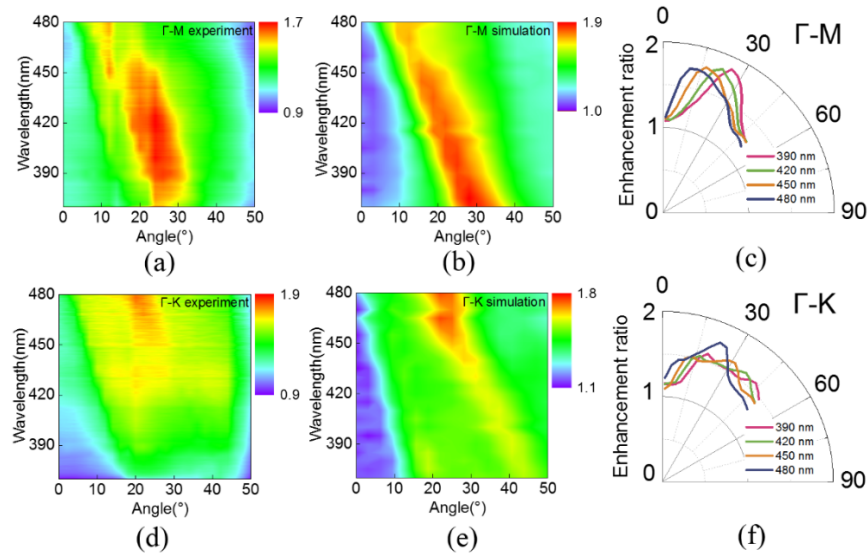 480
450
420
390
Wavelength(nm)
Γ-M experiment
1.7
0.9
0 10 20 30 40 50
Angle(°)
(a)
480
450
420
390
Wavelength(nm)
Γ-M simulation
1.9
1.0
0 10 20 30 40 50
Angle(°)
(b)
0
30
60
90
Γ-M
2
1
0
Enhancement ratio
390 nm
420 nm
450 nm
480 nm
(c)
480
450
420
390
Wavelength(nm)
Γ-K experiment
1.9
0.9
0 10 20 30 40 50
Angle(°)
(d)
480
450
420
390
Wavelength(nm)
Γ-K simulation
1.8
1.1
0 10 20 30 40 50
Angle(°)
(e)
0
30
60
90
Γ-K
2
1
0
Enhancement ratio
390 nm
420 nm
450 nm
480 nm
(f)